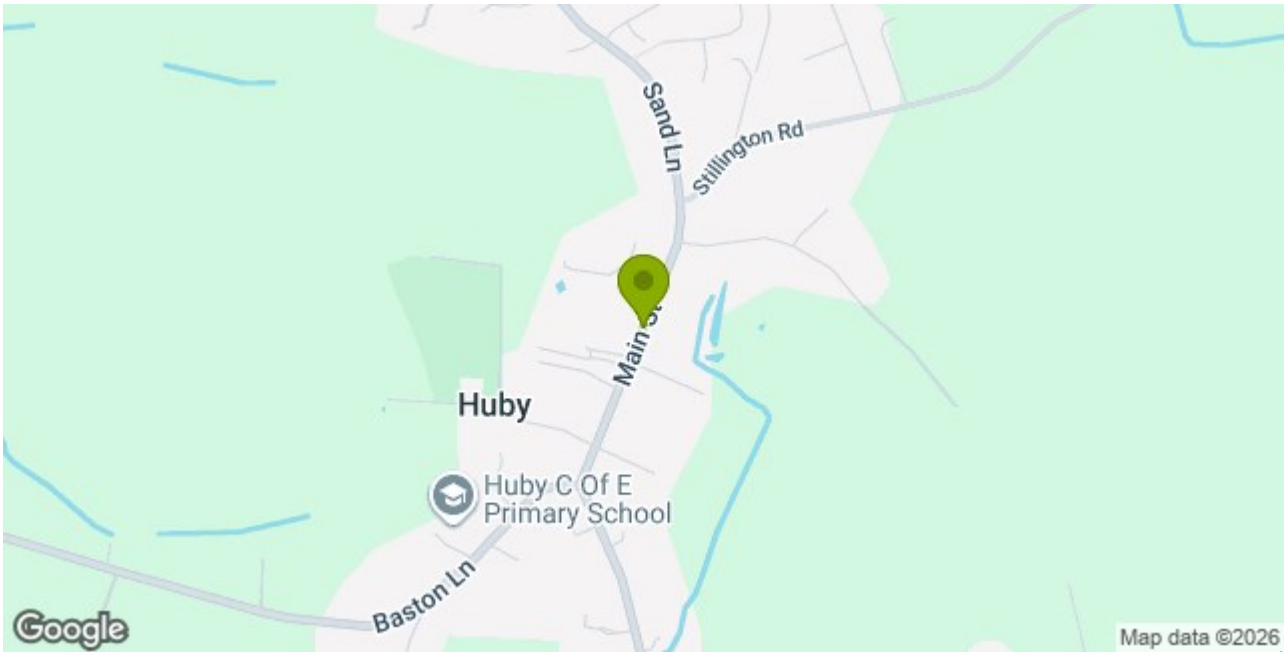 Sand Ln
Stillington Rd
Main St
Huby
Huby C Of E
Primary School
Baston Ln
Google
Map data ©2026